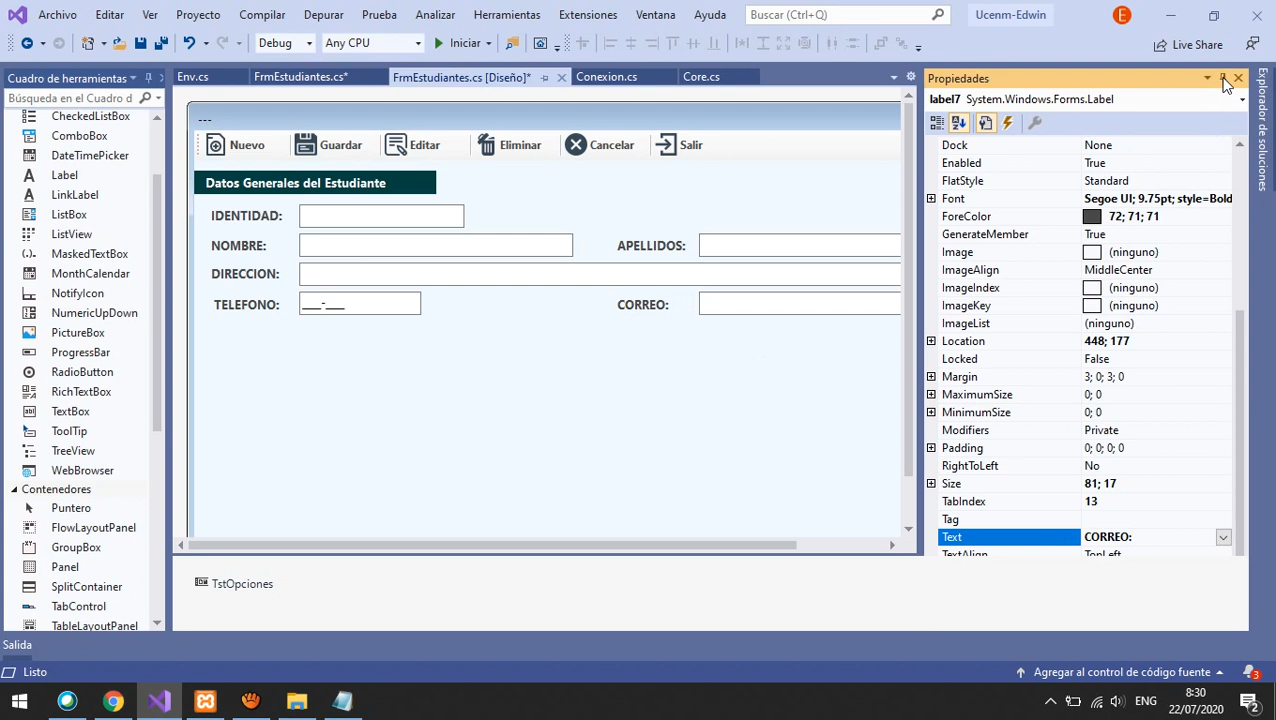 Archivo Editar Ver Proyecto Compilar Depurar Prueba Analizar Herramientas Extensiones Ventana Ayuda Buscar (Ctrl+Q) Ucenm-Edwin E
Debug Any CPU Iniciar Live Share
Cuadro de herramientas Env.cs FrmEstudiantes.cs* FrmEstudiantes.cs [Diseño]* Conexion.cs Core.cs Propiedades
Búsqueda en el Cuadro d label7 System.Windows.Forms.Label
Explorador de soluciones
CheckedListBox
ComboBox
DateTimePicker
Label
LinkLabel
ListBox
ListView
MaskedTextBox
MonthCalendar
NotifyIcon
NumericUpDown
PictureBox
ProgressBar
RadioButton
RichTextBox
TextBox
ToolTip
TreeView
WebBrowser
Contenedores
Puntero
FlowLayoutPanel
GroupBox
Panel
SplitContainer
TabControl
TableLayoutPanel
---
Nuevo Guardar Editar Eliminar Cancelar Salir
Datos Generales del Estudiante
IDENTIDAD:
NOMBRE: APELLIDOS:
DIRECCION:
TELEFONO: ___-___ CORREO:
TstOpciones
Dock None
Enabled True
FlatStyle Standard
Font Segoe UI; 9.75pt; style=Bold
ForeColor 72; 71; 71
GenerateMember True
Image (ninguno)
ImageAlign MiddleCenter
ImageIndex (ninguno)
ImageKey (ninguno)
ImageList (ninguno)
Location 448; 177
Locked False
Margin 3; 0; 3; 0
MaximumSize 0; 0
MinimumSize 0; 0
Modifiers Private
Padding 0; 0; 0; 0
RightToLeft No
Size 81; 17
TabIndex 13
Tag
Text CORREO:
TextAlign TopLeft
Salida
Listo Agregar al control de código fuente 3
ENG 8:30
22/07/2020 2